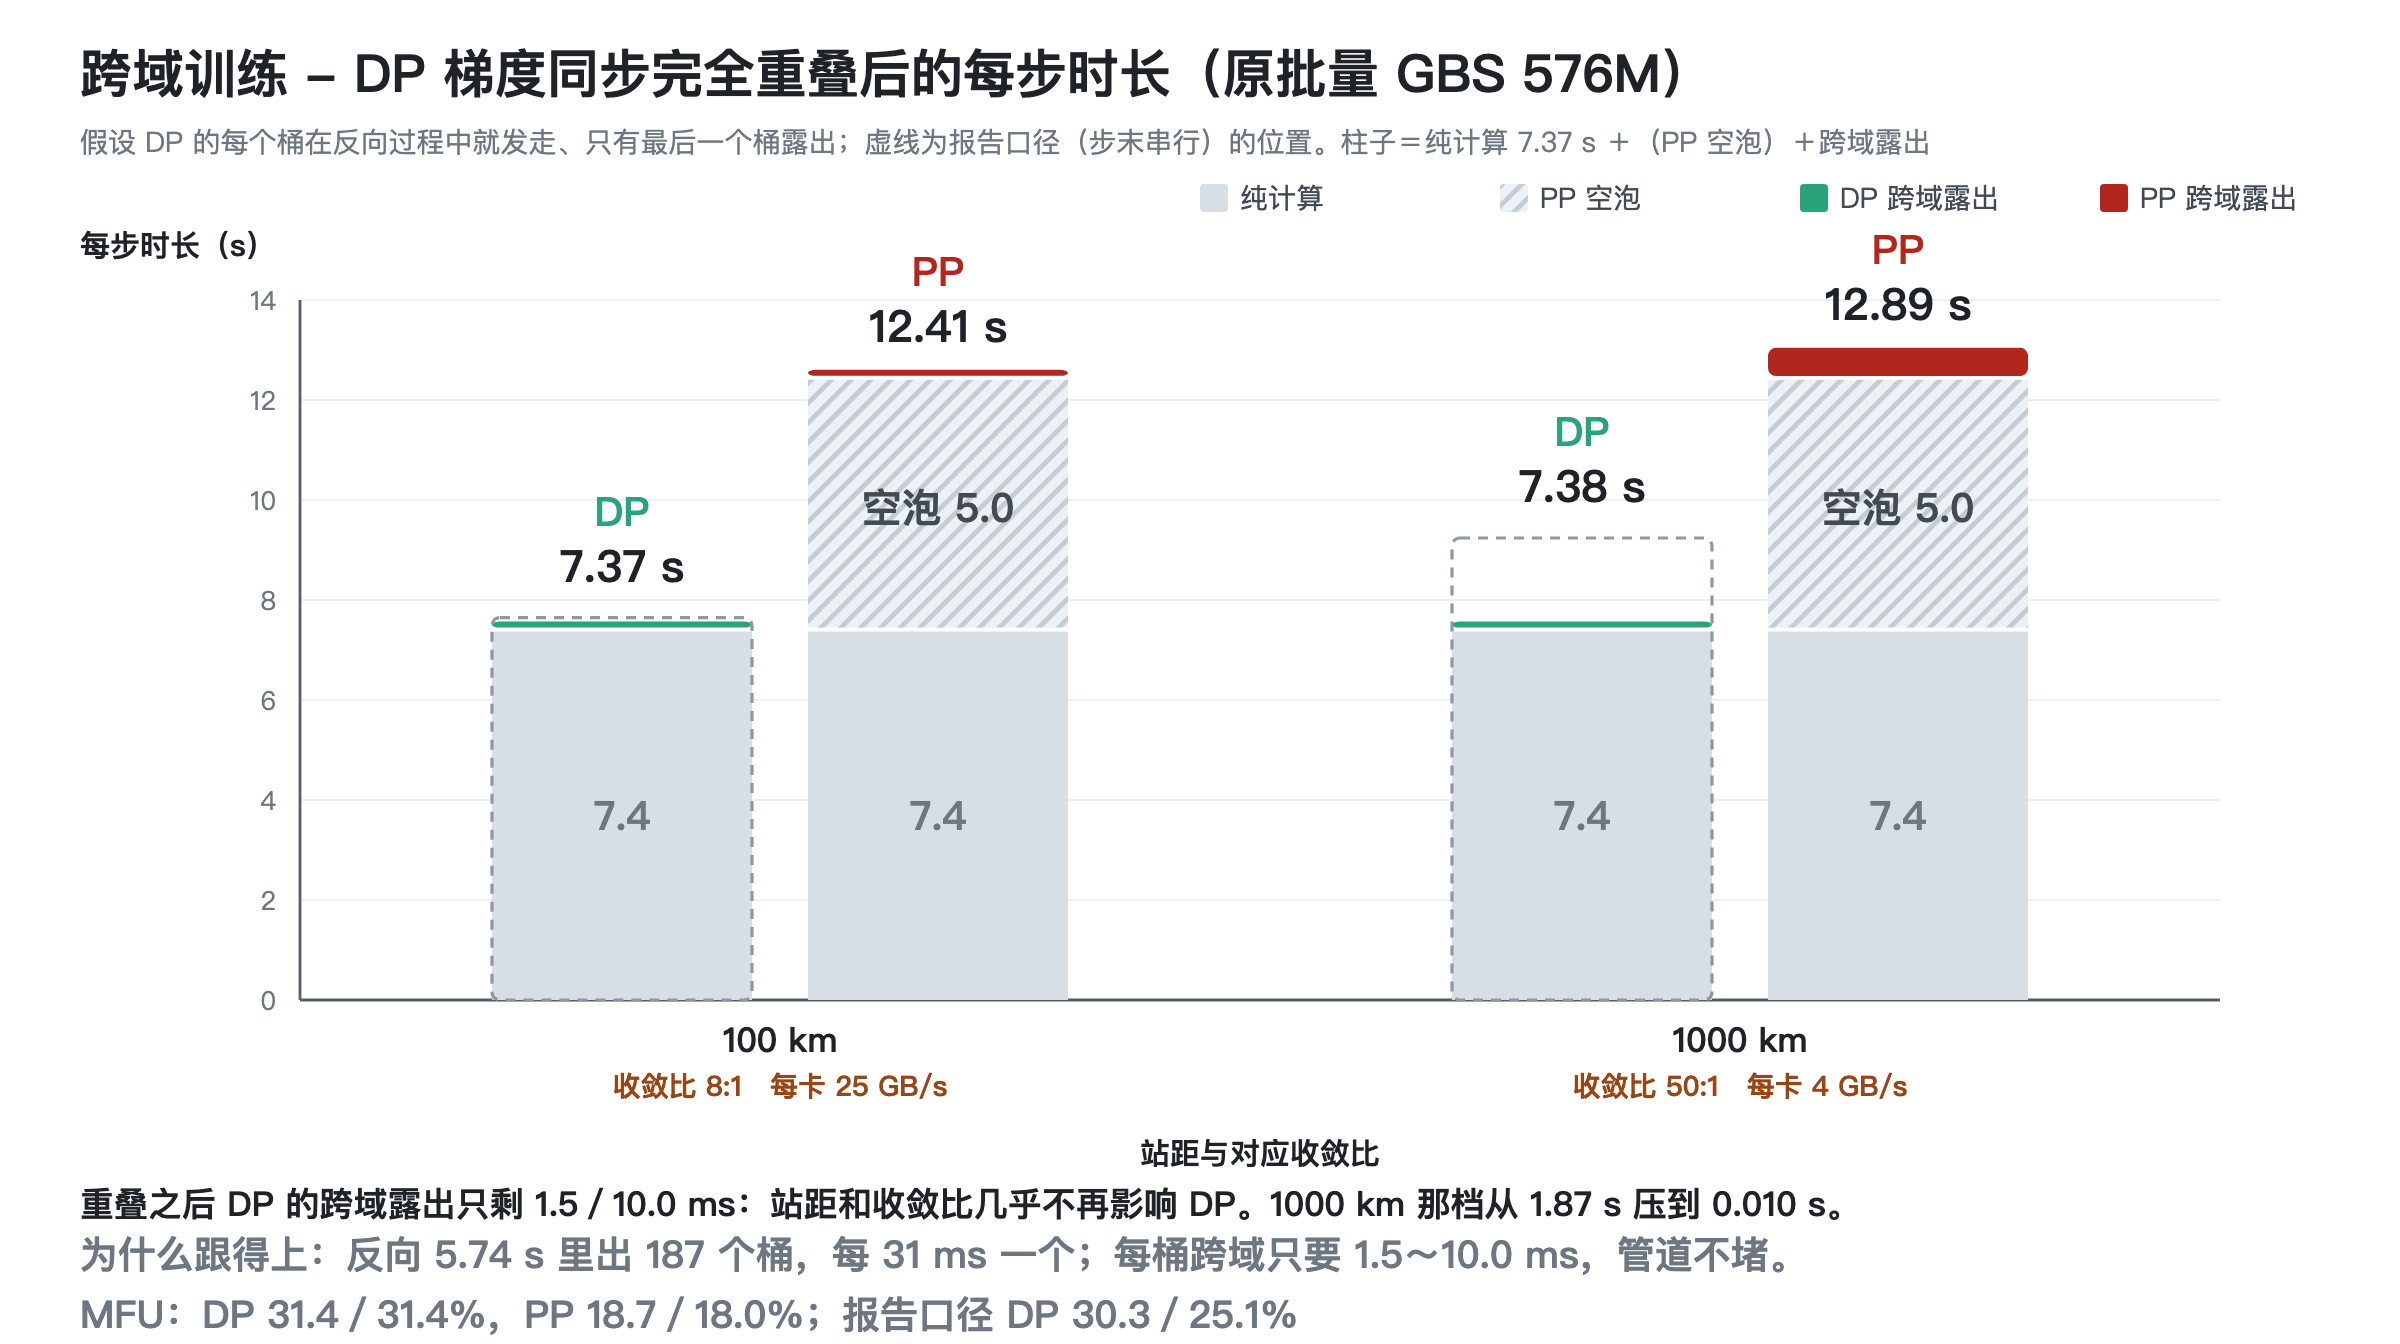 跨域训练 – DP 梯度同步完全重叠后的每步时长（原批量 GBS 576M）
假设 DP 的每个桶在反向过程中就发走、只有最后一个桶露出；虚线为报告口径（步末串行）的位置。柱子＝纯计算 7.37 s ＋（PP 空泡）＋跨域露出
纯计算 PP 空泡 DP 跨域露出 PP 跨域露出
每步时长（s）
PP
12.41 s
PP
12.89 s
DP
7.37 s
DP
7.38 s
14
12
10
8
6
4
2
0
空泡 5.0
空泡 5.0
7.4
7.4
7.4
7.4
100 km
收敛比 8:1 每卡 25 GB/s
1000 km
收敛比 50:1 每卡 4 GB/s
站距与对应收敛比
重叠之后 DP 的跨域露出只剩 1.5 / 10.0 ms：站距和收敛比几乎不再影响 DP。1000 km 那档从 1.87 s 压到 0.010 s。
为什么跟得上：反向 5.74 s 里出 187 个桶，每 31 ms 一个；每桶跨域只要 1.5～10.0 ms，管道不堵。
MFU：DP 31.4 / 31.4%，PP 18.7 / 18.0%；报告口径 DP 30.3 / 25.1%